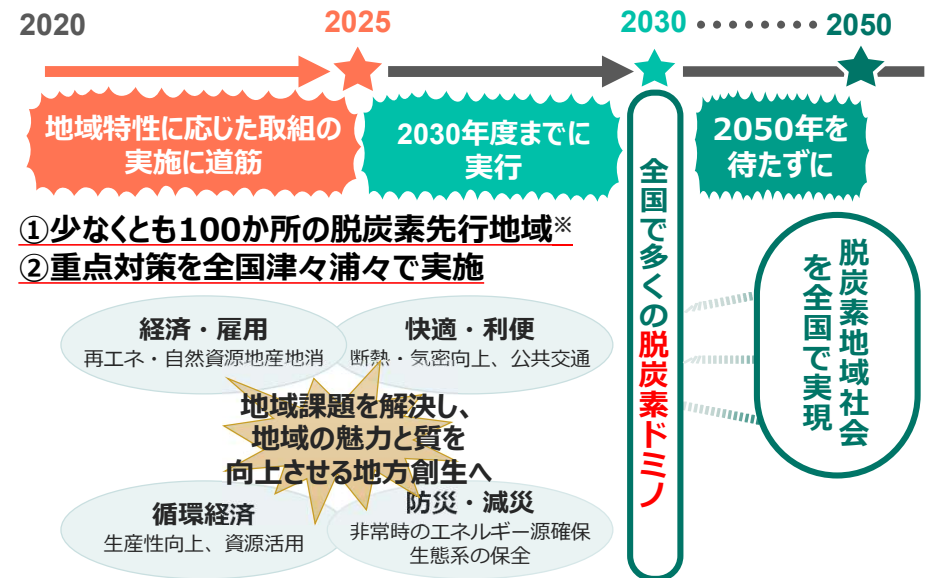 2020
2025
2030
2050
地域特性に応じた取組の
実施に道筋
2030年度までに
実行
2050年を
待たずに
①少なくとも100か所の脱炭素先行地域※
②重点対策を全国津々浦々で実施
経済・雇用
再エネ・自然資源地産地消
快適・利便
断熱・気密向上、公共交通
地域課題を解決し、
地域の魅力と質を
向上させる地方創生へ
循環経済
生産性向上、資源活用
防災・減災
非常時のエネルギー源確保
生態系の保全
全国で多くの脱炭素ドミノ
脱炭素地域社会
を全国で実現